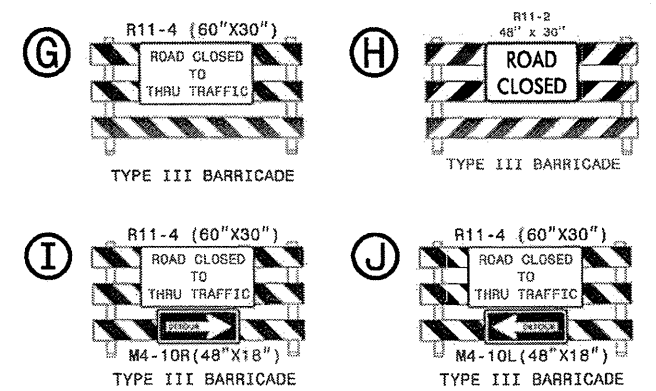 G
R11-4 (60"X30")
ROAD CLOSED
TO
THRU TRAFFIC
TYPE III BARRICADE
H
R11-2
48" x 30"
ROAD
CLOSED
TYPE III BARRICADE
I
R11-4 (60"X30")
ROAD CLOSED
TO
THRU TRAFFIC
DETOUR
M4-10R(48"X18")
TYPE III BARRICADE
J
R11-4 (60"X30")
ROAD CLOSED
TO
THRU TRAFFIC
DETOUR
M4-10L(48"X18")
TYPE III BARRICADE